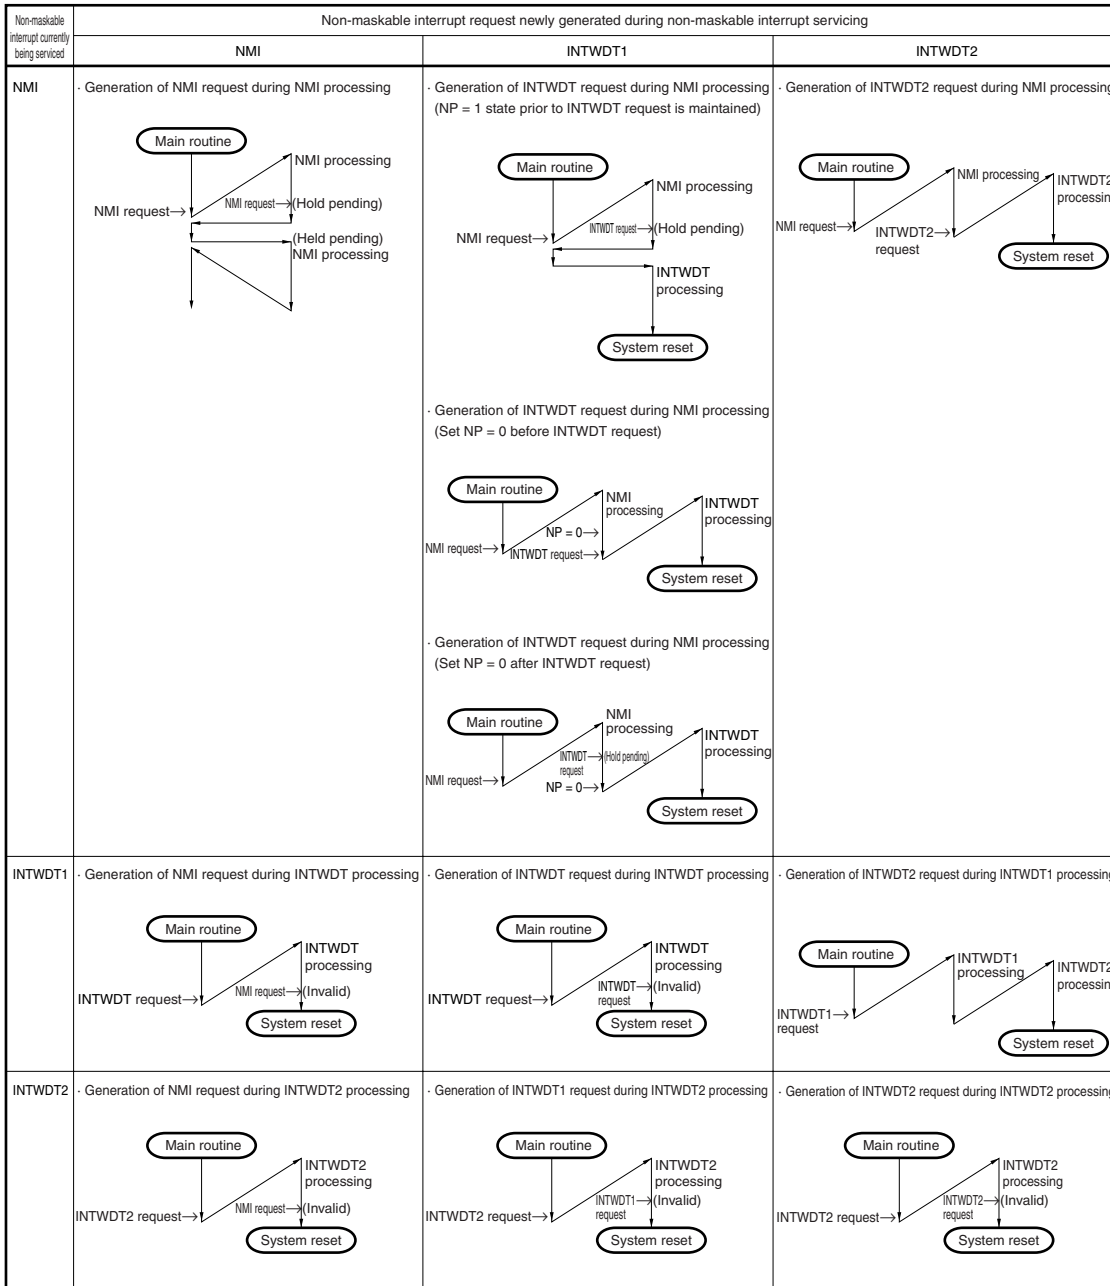 Non-maskable
interrupt currently
being serviced
Non-maskable interrupt request newly generated during non-maskable interrupt servicing
NMI
INTWDT1
INTWDT2
NMI
· Generation of NMI request during NMI processing
Main routine
NMI processing
NMI request→
NMI request→(Hold pending)
(Held pending)
NMI processing
· Generation of INTWDT request during NMI processing
(NP = 1 state prior to INTWDT request is maintained)
Main routine
NMI processing
NMI request→
INTWDT request→(Hold pending)
INTWDT
processing
System reset
· Generation of INTWDT request during NMI processing
(Set NP = 0 before INTWDT request)
Main routine
NMI
processing
INTWDT
processing
NP = 0→
NMI request→
INTWDT request→
System reset
· Generation of INTWDT request during NMI processing
(Set NP = 0 after INTWDT request)
Main routine
NMI
processing
INTWDT
processing
INTWDT→(Hold pending)
request
NMI request→
NP = 0→
System reset
· Generation of INTWDT2 request during NMI processing
Main routine
NMI processing
INTWDT2
processin
NMI request→
INTWDT2→
request
System reset
INTWDT1
· Generation of NMI request during INTWDT processing
Main routine
INTWDT
processing
NMI request→(Invalid)
INTWDT request→
System reset
· Generation of INTWDT request during INTWDT processing
Main routine
INTWDT
processing
INTWDT→(Invalid)
request
INTWDT request→
System reset
· Generation of INTWDT2 request during INTWDT1 processing
Main routine
INTWDT1
processing
INTWDT2
processin
INTWDT1→
request
System reset
INTWDT2
· Generation of NMI request during INTWDT2 processing
Main routine
INTWDT2
processing
NMI request→(Invalid)
INTWDT2 request→
System reset
· Generation of INTWDT1 request during INTWDT2 processing
Main routine
INTWDT2
processing
INTWDT1→(Invalid)
request
INTWDT2 request→
System reset
· Generation of INTWDT2 request during INTWDT2 processing
Main routine
INTWDT2
processing
INTWDT2→(Invalid)
request
INTWDT2 request→
System reset